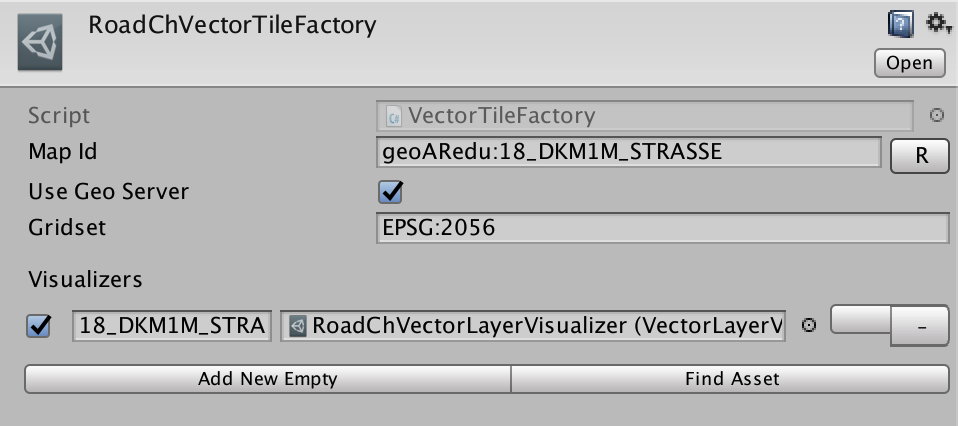 RoadChVectorTileFactory
Open
Script VectorTileFactory
Map Id geoARedu:18_DKM1M_STRASSE R
Use Geo Server
Gridset EPSG:2056
Visualizers
18_DKM1M_STRA RoadChVectorLayerVisualizer (VectorLayerV -
Add New Empty Find Asset